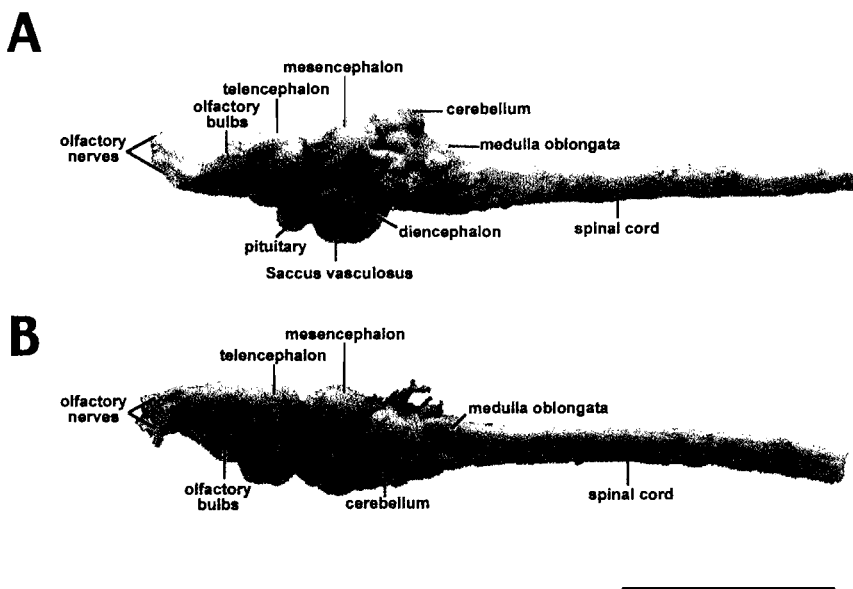 A
mesencephalon
telencephalon
olfactory
bulbs
cerebellum
olfactory
nerves
medulla oblongata
diencephalon
spinal cord
pituitary
Saccus vasculosus
B
mesencephalon
telencephalon
olfactory
nerves
medulla oblongata
olfactory
bulbs
cerebellum
spinal cord